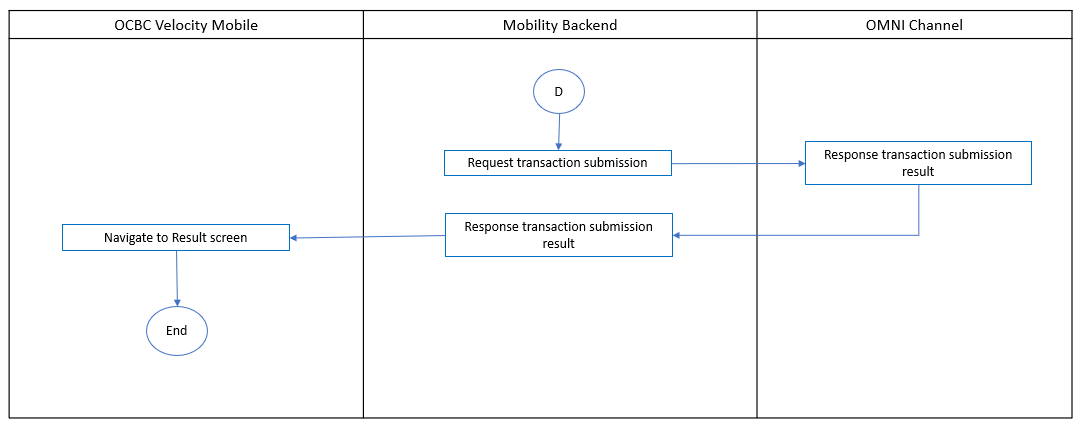 OCBC Velocity Mobile
Mobility Backend
OMNI Channel
D
Request transaction submission
Response transaction submission
result
Response transaction submission
result
Navigate to Result screen
End